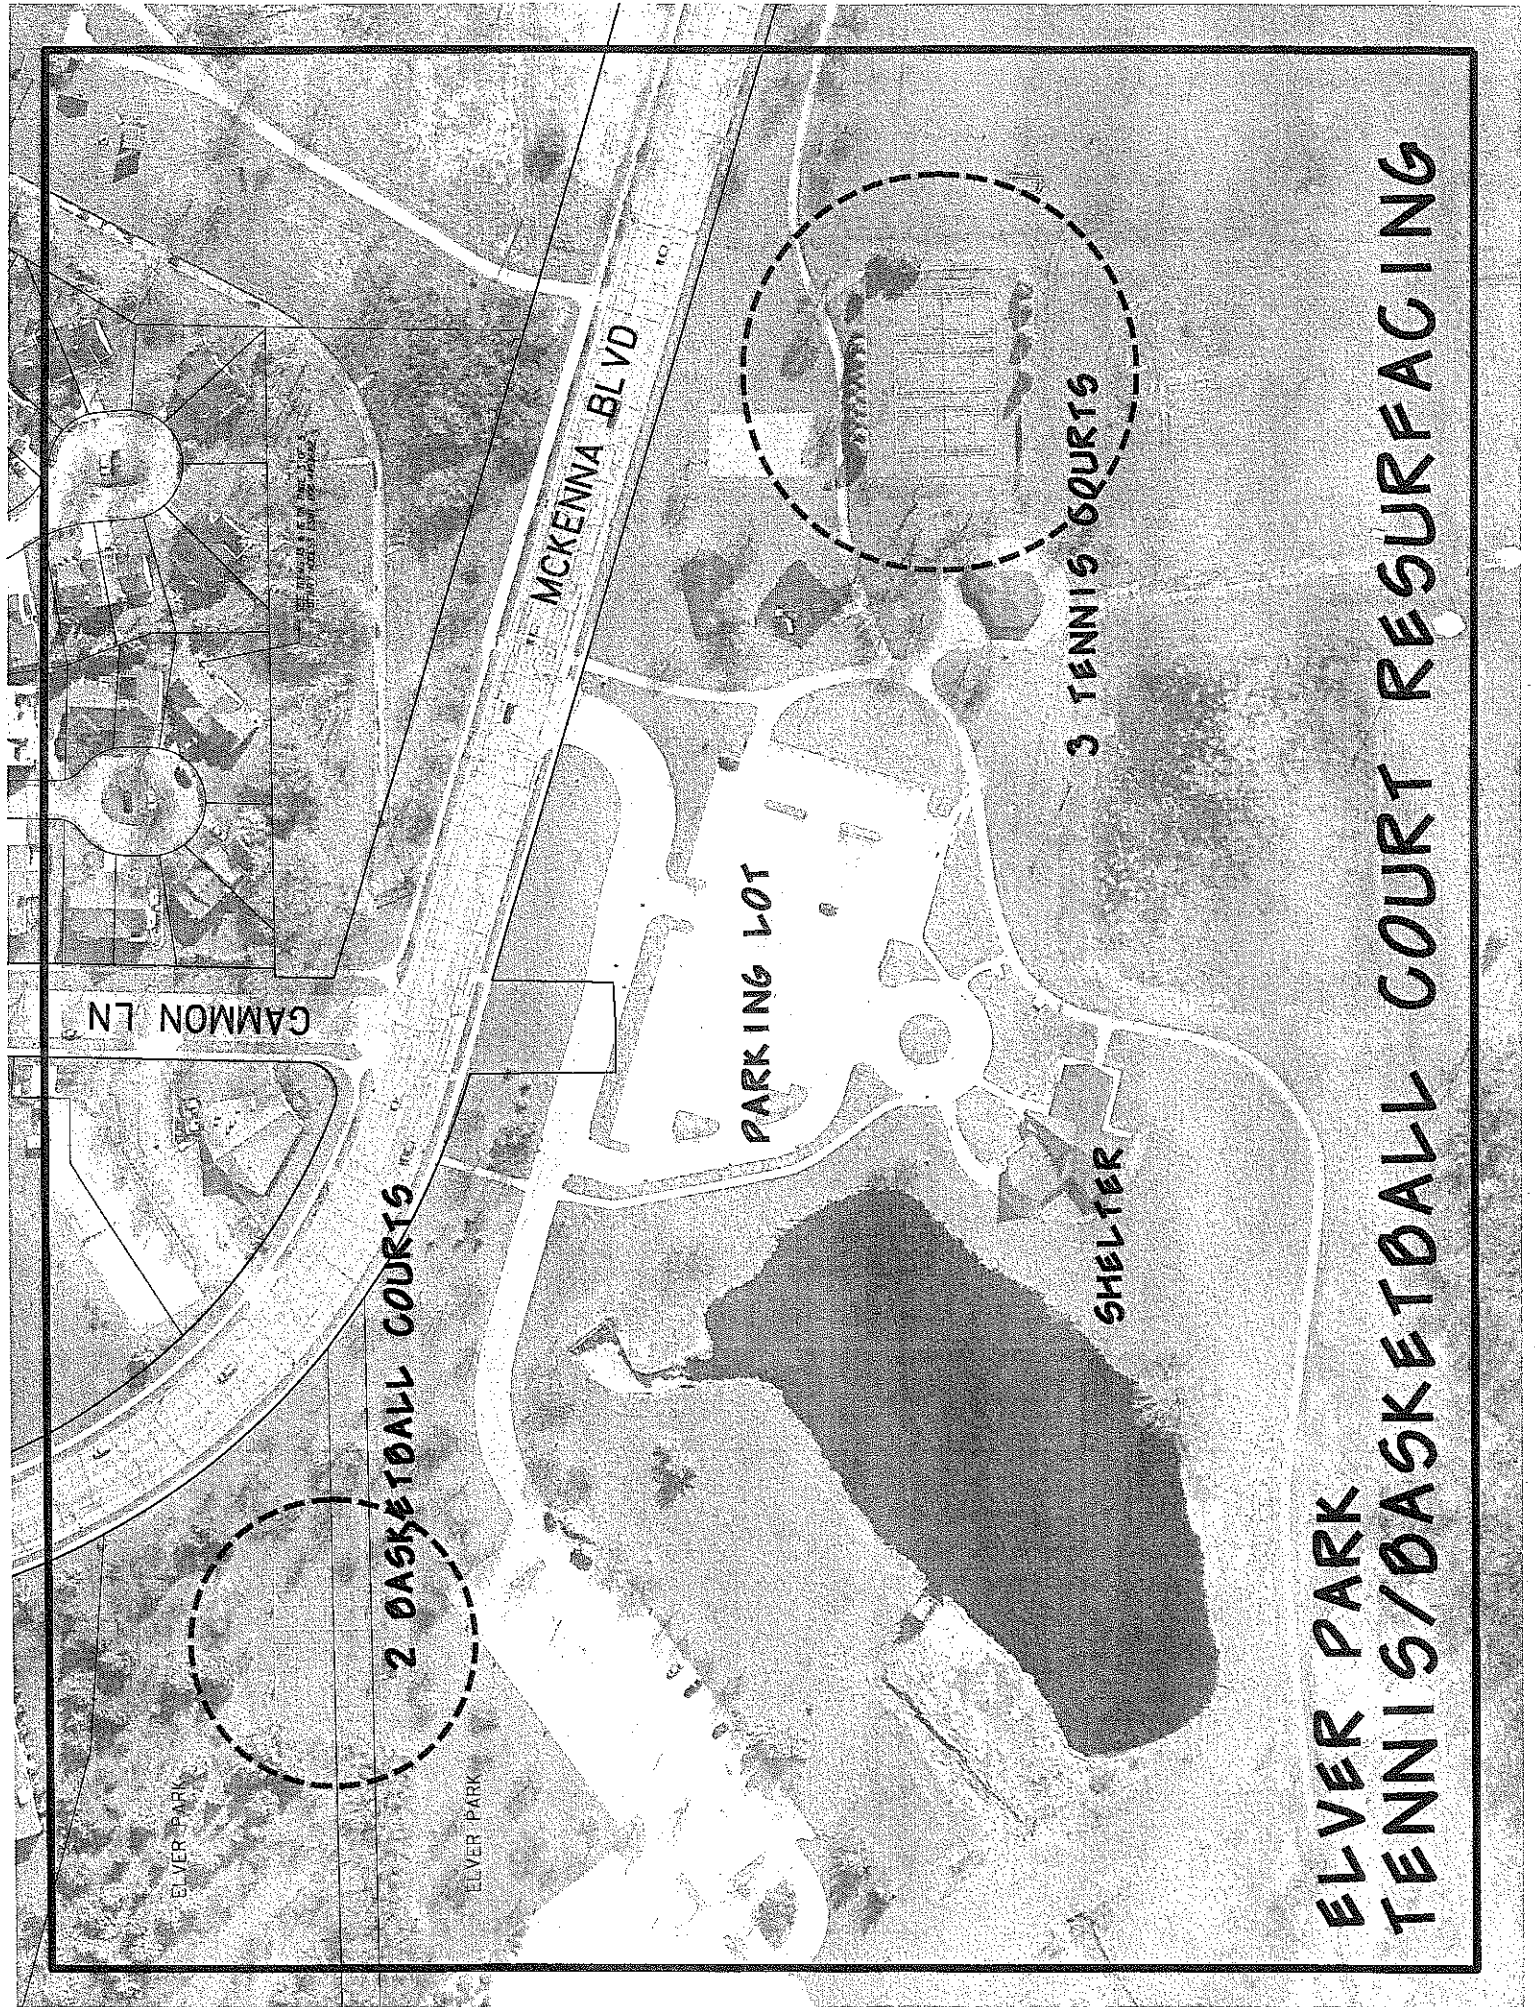 GAMMON LN
MCKENNA BLVD
2 BASKETBALL COURTS
PARKING LOT
3 TENNIS COURTS
SHELTER
ELVER PARK
ELVER PARK
ELVER PARK
TENNIS/BASKETBALL COURT RESURFACING